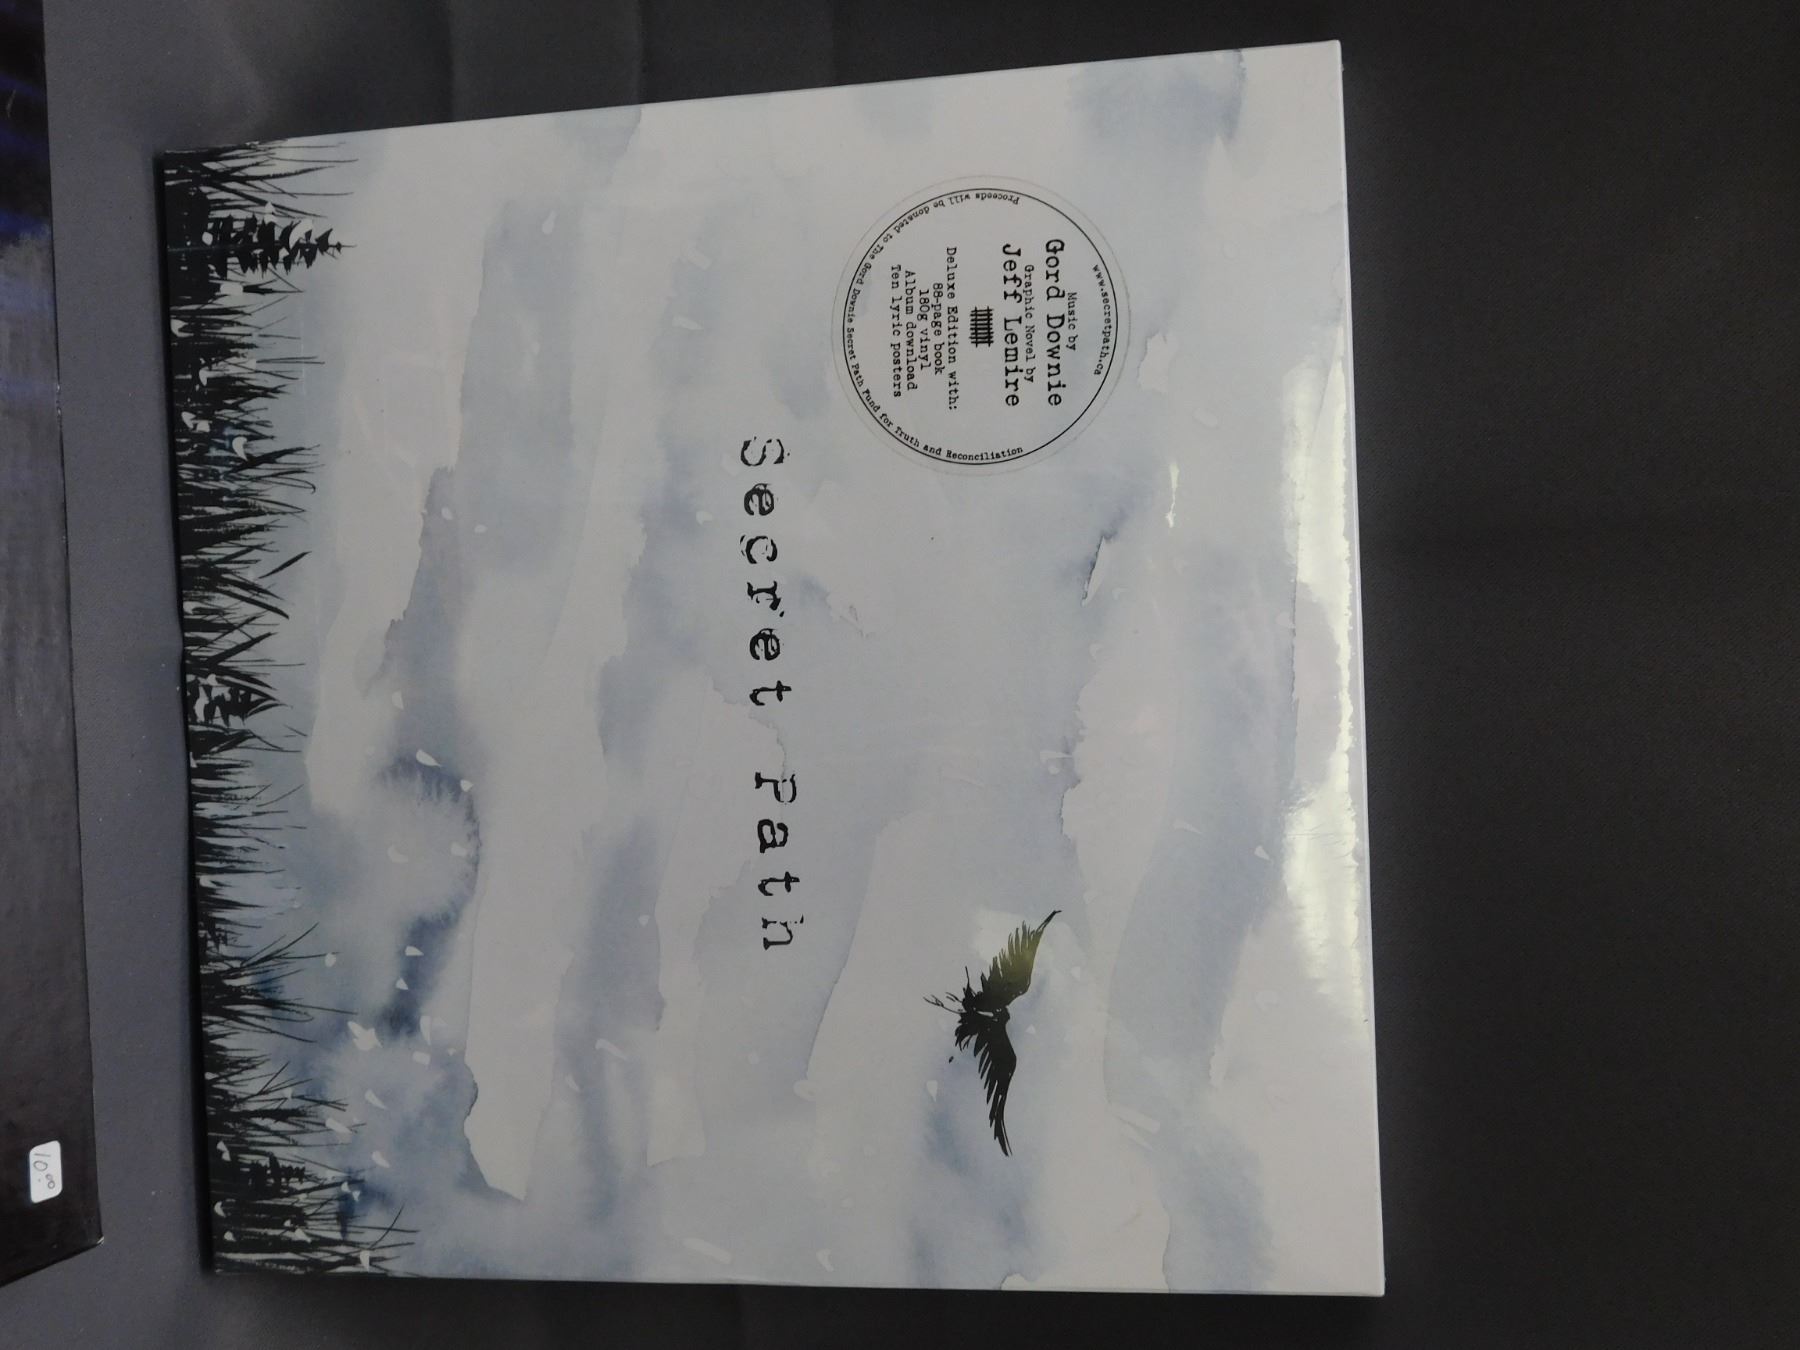 www.secretpath.ca
Music by
Gord Downie
Graphic Novel by
Jeff Lemire
Deluxe Edition with:
88-page book
180g vinyl
Album download
Ten lyric posters
Proceeds will be donated to The Gord Downie Secret Path Fund for Truth and Reconciliation
Secret Path
10.00